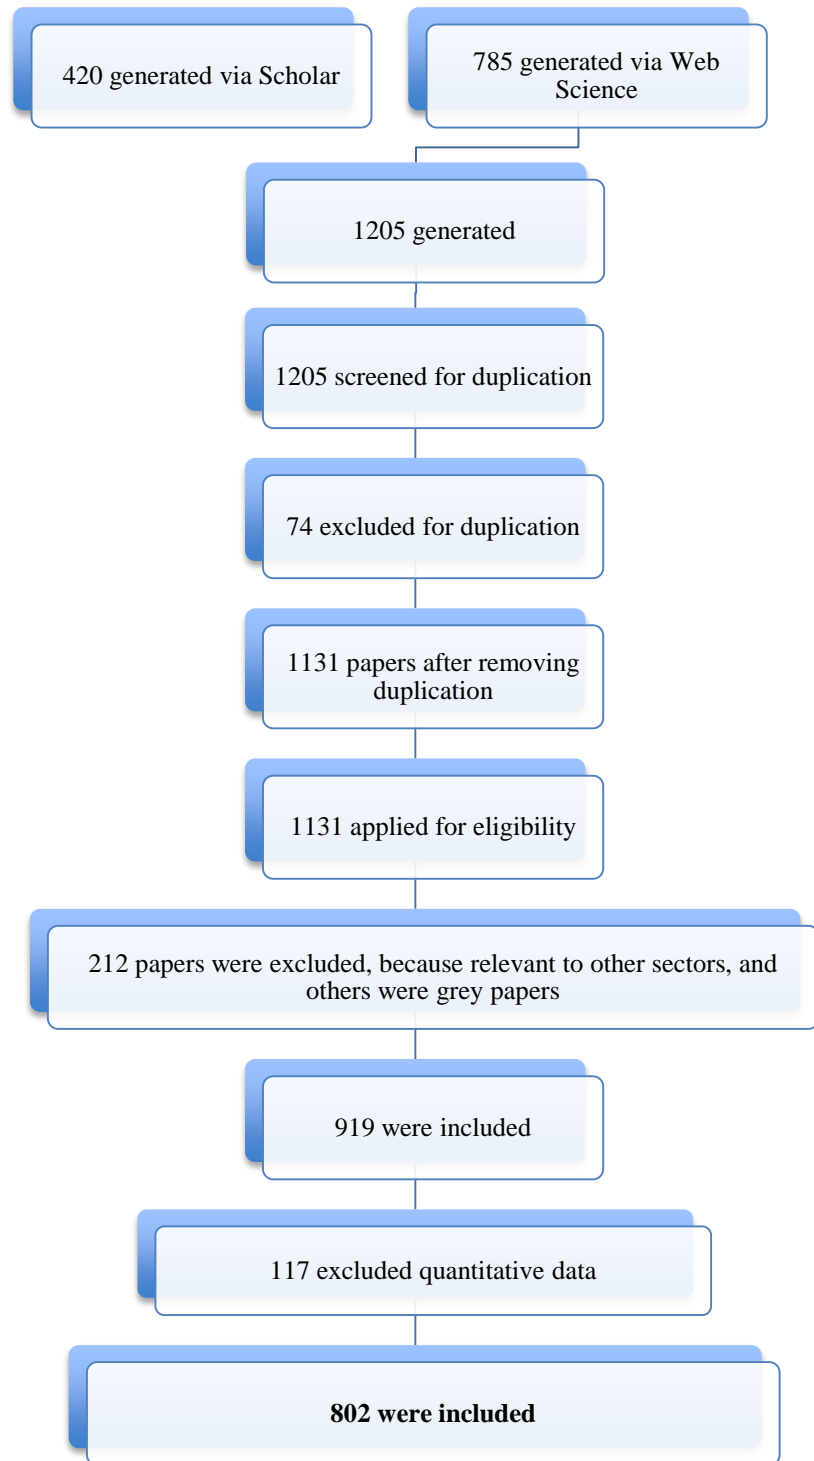 420 generated via Scholar
785 generated via Web
Science
1205 generated
1205 screened for duplication
74 excluded for duplication
1131 papers after removing
duplication
1131 applied for eligibility
212 papers were excluded, because relevant to other sectors, and
others were grey papers
919 were included
117 excluded quantitative data
802 were included